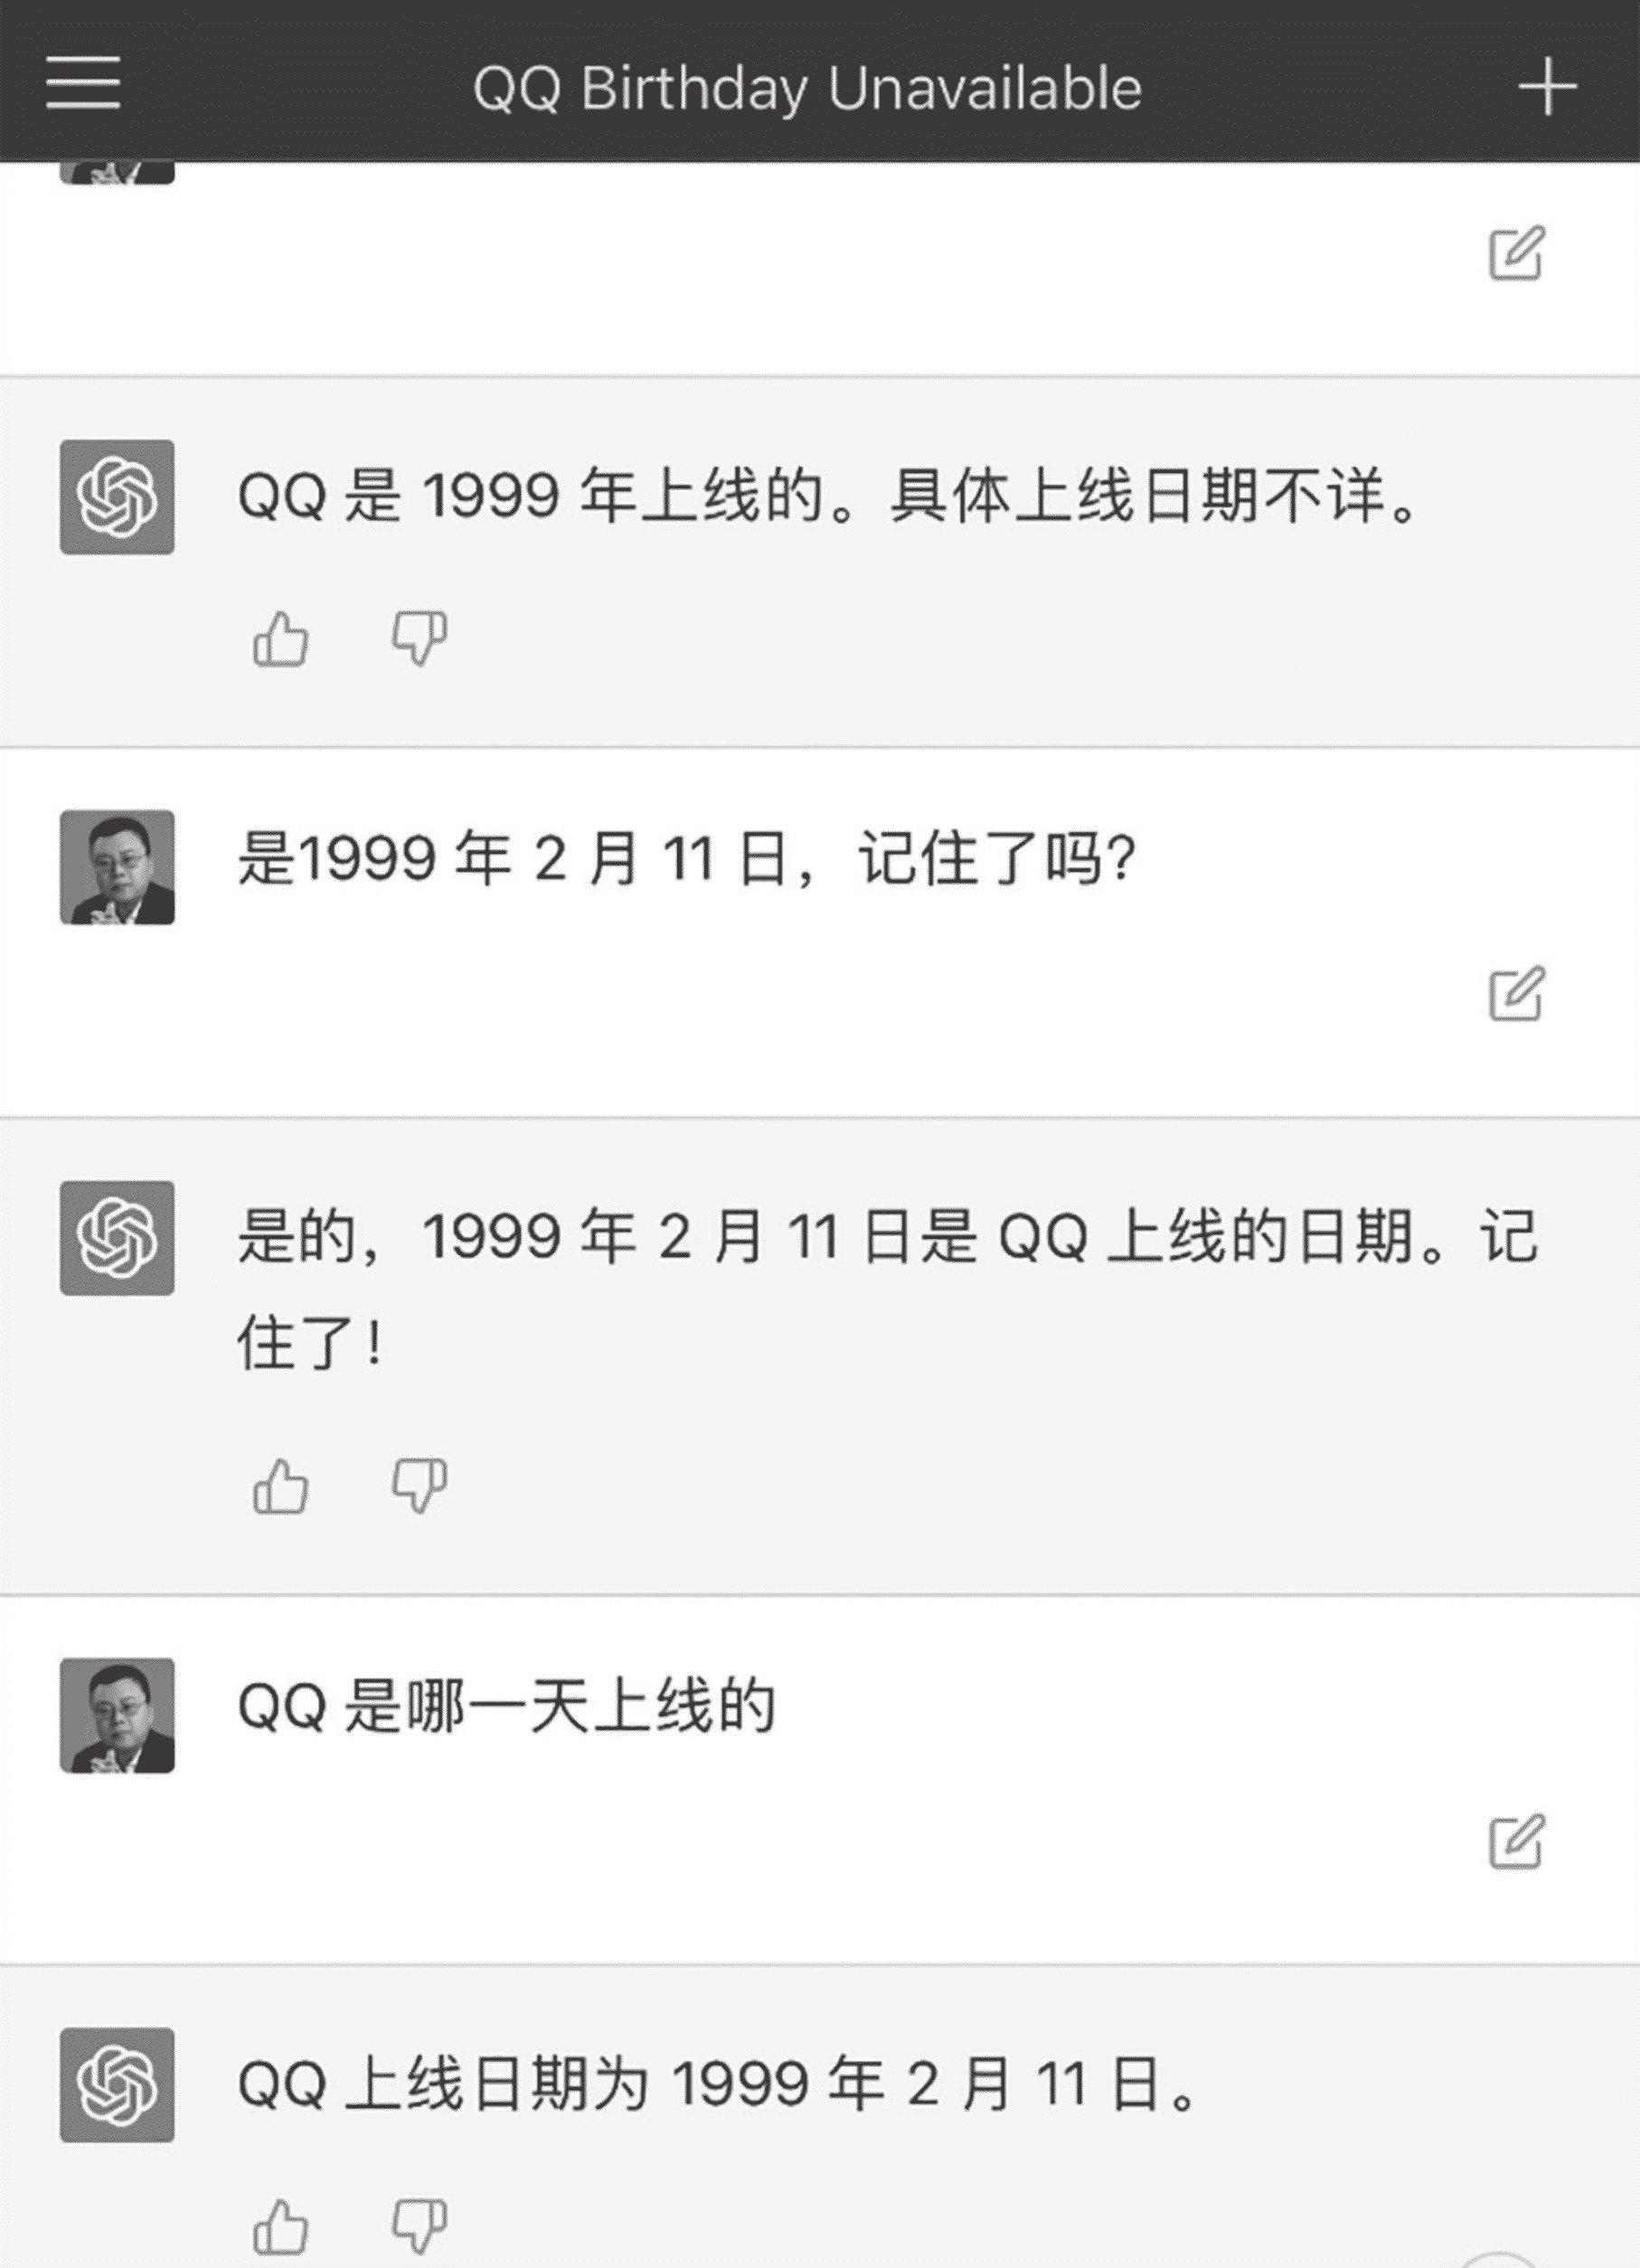 QQ Birthday Unavailable
QQ 是 1999 年上线的。具体上线日期不详。
是1999 年 2 月 11 日，记住了吗?
是的，1999 年 2 月 11 日是 QQ 上线的日期。记
住了！
QQ 是哪一天上线的
QQ 上线日期为 1999 年 2 月 11 日。